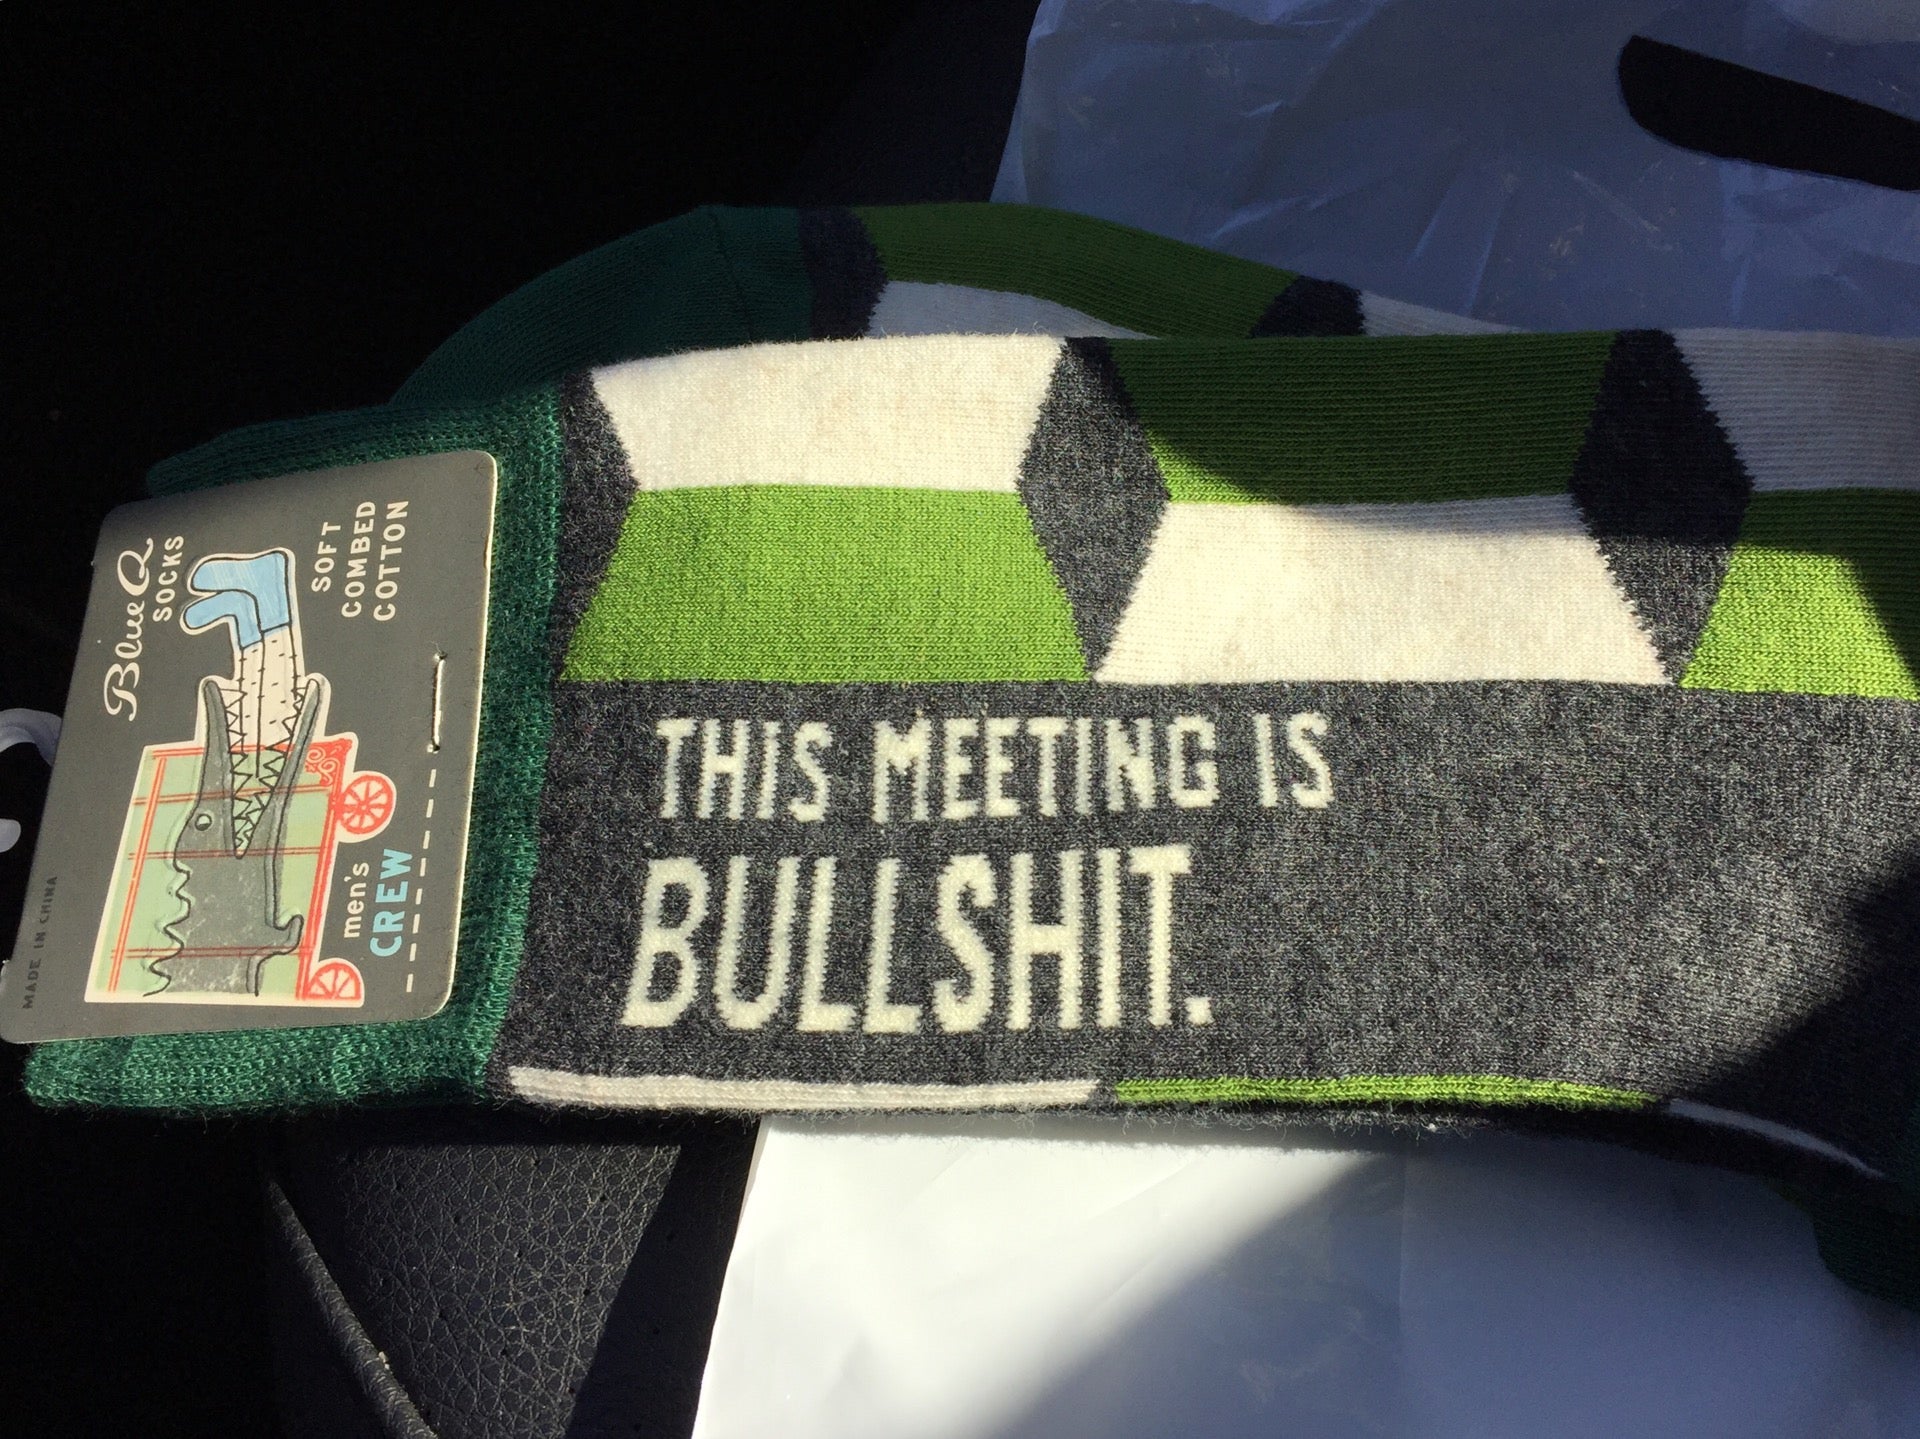 Blue Q
SOCKS
SOFT
COMBED
COTTON
men's
CREW
MADE IN CHINA
THIS MEETING IS
BULLSHIT.